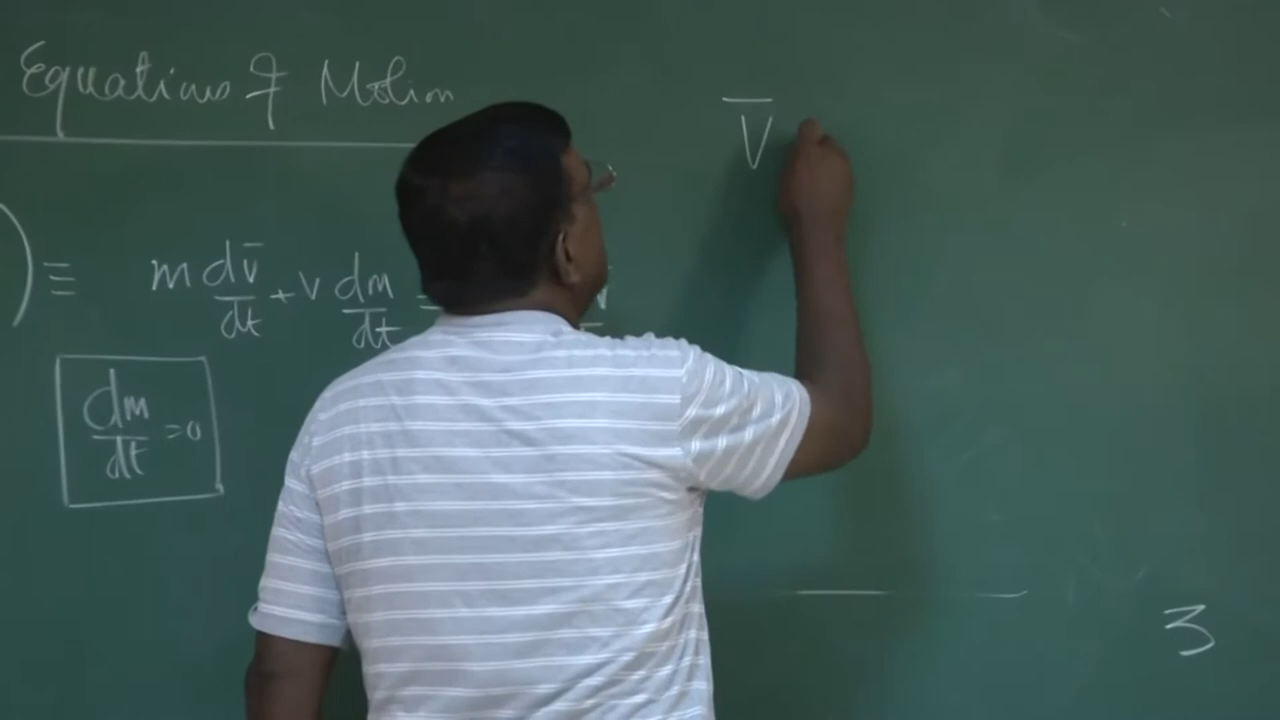 Equations of Motion
V̅
) ≡ m dv̅/dt + v dm/dt =
dm/dt = 0
3